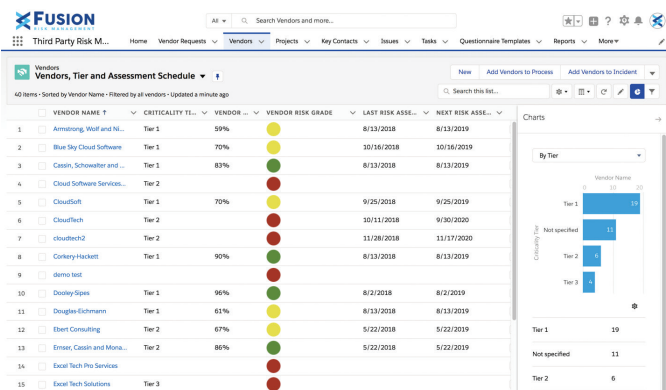 FUSION
RISK MANAGEMENT
All
Search Vendors and more...
Third Party Risk M...
Home
Vendor Requests
Vendors
Projects
Key Contacts
Issues
Tasks
Questionnaire Templates
Reports
More
Vendors
Vendors, Tier and Assessment Schedule
New
Add Vendors to Process
Add Vendors to Incident
40 items • Sorted by Vendor Name • Filtered by all vendors • Updated a minute ago
Search this list...
VENDOR NAME ↑ CRITICALITY TI... VENDOR ... VENDOR RISK GRADE LAST RISK ASSE... NEXT RISK ASSE...
1 Armstrong, Wolf and Ni... Tier 1 59% 8/13/2018 8/13/2019
2 Blue Sky Cloud Software Tier 1 70% 10/16/2018 10/16/2019
3 Cassin, Schowalter and ... Tier 1 83% 8/13/2018 8/13/2019
4 Cloud Software Services... Tier 2
5 CloudSoft Tier 1 70% 9/25/2018 9/25/2019
6 CloudTech Tier 2 10/11/2018 9/30/2020
7 cloudtech2 Tier 2 11/28/2018 11/17/2020
8 Corkery-Hackett Tier 1 90% 8/13/2018 8/13/2019
9 demo test
10 Dooley-Sipes Tier 1 96% 8/2/2018 8/2/2019
11 Douglas-Eichmann Tier 1 61% 8/13/2018 8/13/2019
12 Ebert Consulting Tier 2 67% 5/22/2018 5/22/2019
13 Ernser, Cassin and Mona... Tier 2 86% 5/22/2018 5/22/2019
14 Excel Tech Pro Services
15 Excel Tech Solutions Tier 3
Charts
By Tier
Vendor Name
0 10 20
Criticality Tier
Tier 1 19
Not specified 11
Tier 2 6
Tier 3 4
Tier 1 19
Not specified 11
Tier 2 6